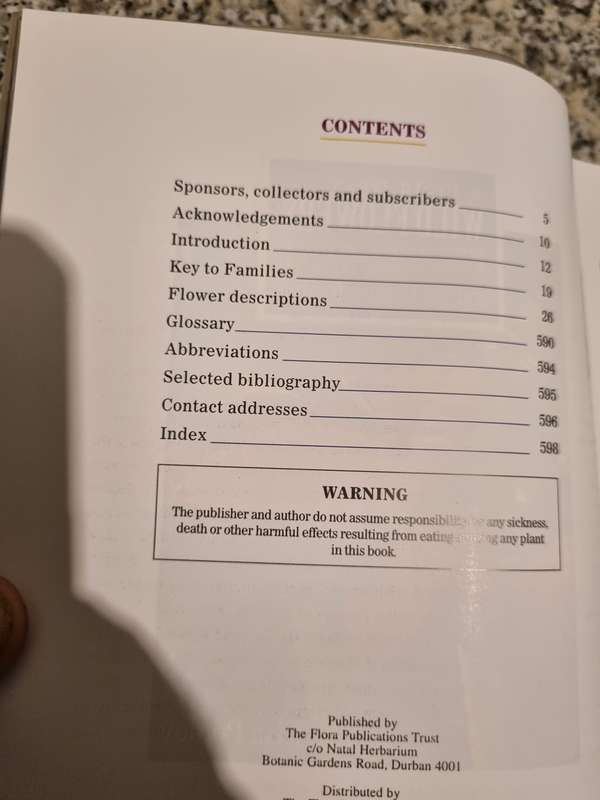 CONTENTS
Sponsors, collectors and subscribers 5
Acknowledgements 10
Introduction 12
Key to Families 19
Flower descriptions 26
Glossary 590
Abbreviations 594
Selected bibliography 595
Contact addresses 596
Index 598
WARNING
The publisher and author do not assume responsibility any sickness,
death or other harmful effects resulting from eating any plant
in this book.
Published by
The Flora Publications Trust
c/o Natal Herbarium
Botanic Gardens Road, Durban 4001
Distributed by